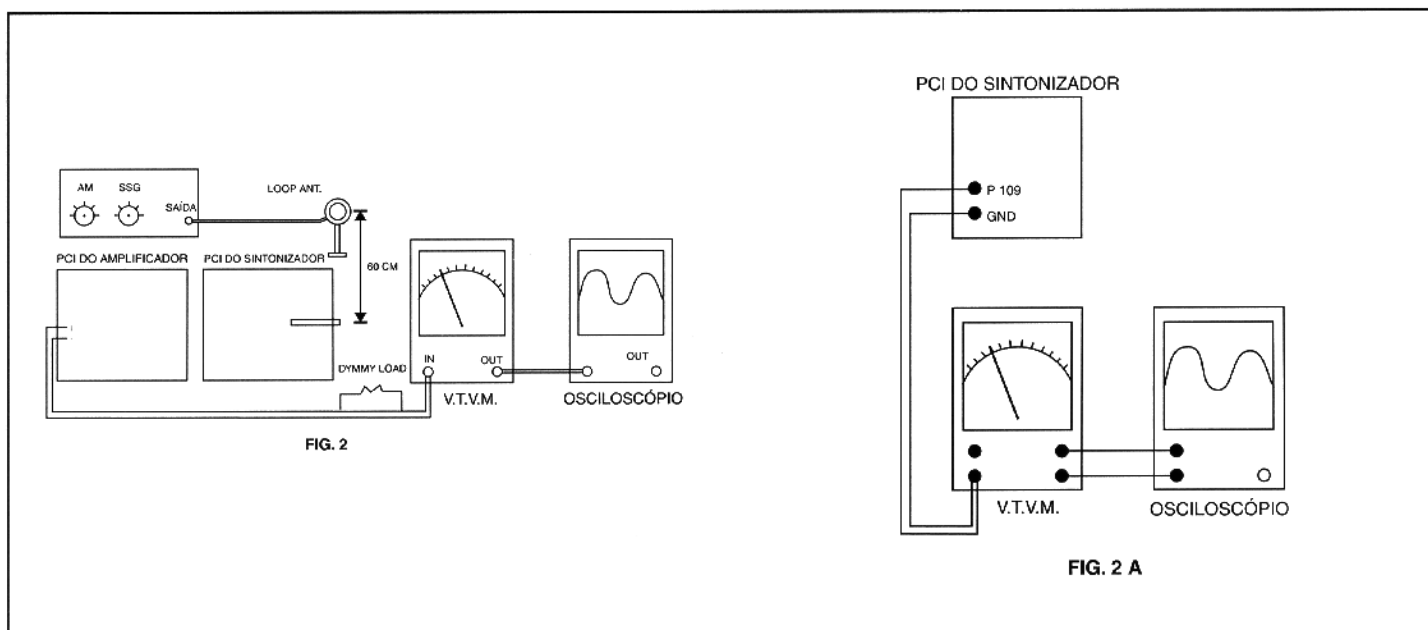 AM SSG
SAÍDA
LOOP ANT.
PCI DO AMPLIFICADOR
PCI DO SINTONIZADOR
60 CM
DYMMY LOAD
IN
OUT
V.T.V.M.
OUT
OSCILOSCÓPIO
FIG. 2
PCI DO SINTONIZADOR
P 109
GND
V.T.V.M.
OSCILOSCÓPIO
FIG. 2 A